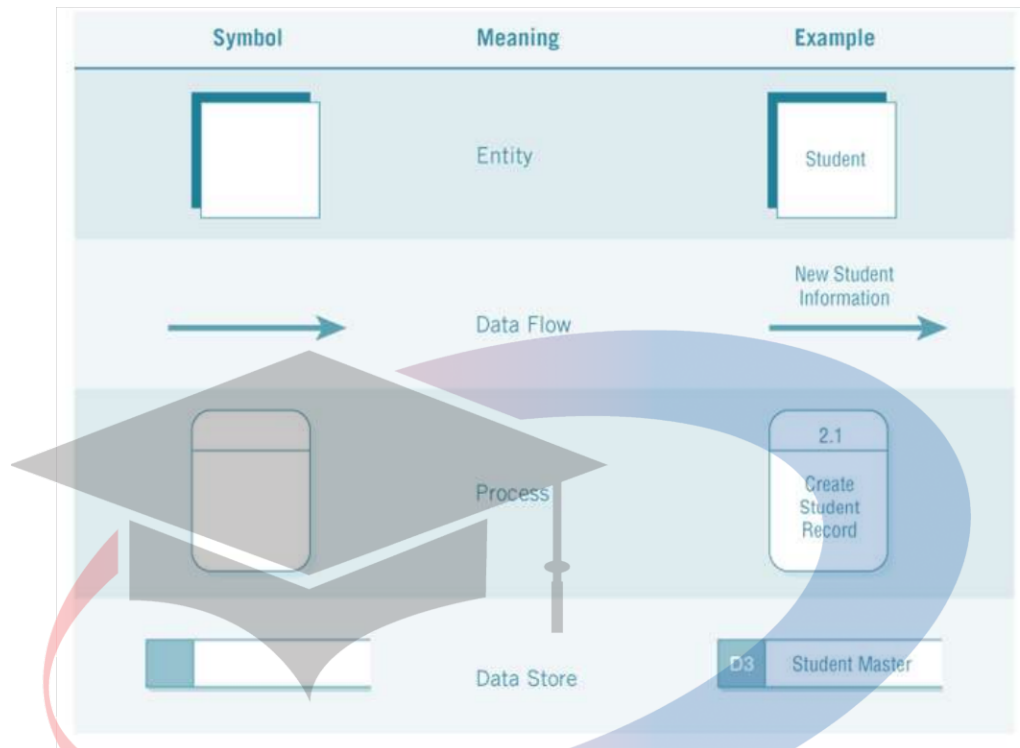 Symbol Meaning Example
Entity
Student
New Student
Information
Data Flow
2.1
Process
Create
Student
Record
D3
Student Master
Data Store